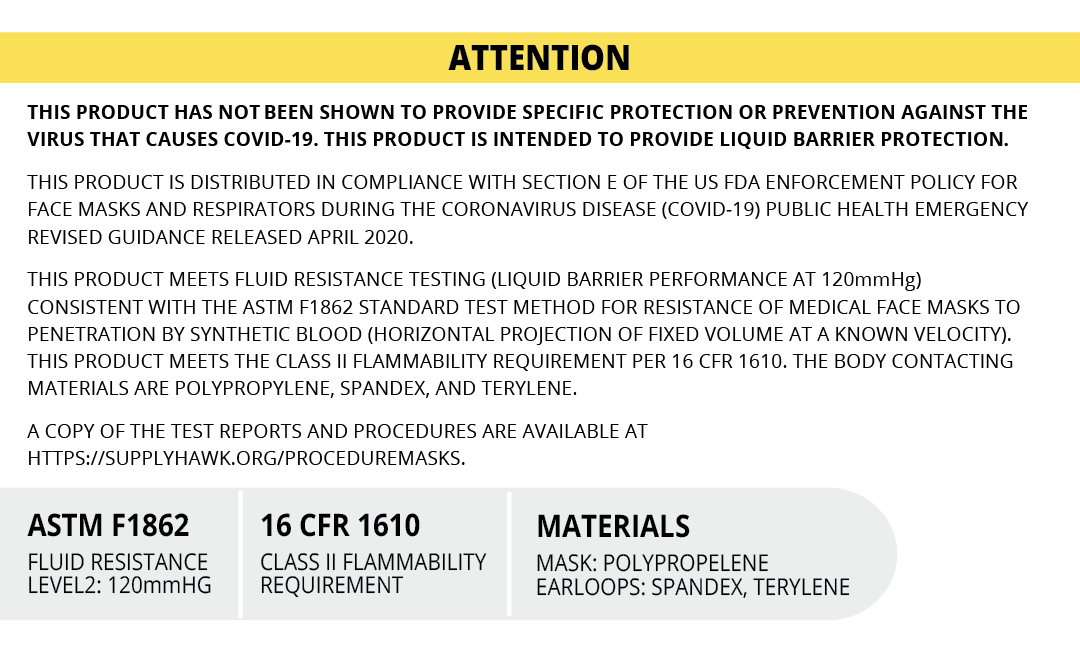 ATTENTION
THIS PRODUCT HAS NOT BEEN SHOWN TO PROVIDE SPECIFIC PROTECTION OR PREVENTION AGAINST THE
VIRUS THAT CAUSES COVID-19. THIS PRODUCT IS INTENDED TO PROVIDE LIQUID BARRIER PROTECTION.
THIS PRODUCT IS DISTRIBUTED IN COMPLIANCE WITH SECTION E OF THE US FDA ENFORCEMENT POLICY FOR
FACE MASKS AND RESPIRATORS DURING THE CORONAVIRUS DISEASE (COVID-19) PUBLIC HEALTH EMERGENCY
REVISED GUIDANCE RELEASED APRIL 2020.
THIS PRODUCT MEETS FLUID RESISTANCE TESTING (LIQUID BARRIER PERFORMANCE AT 120mmHg)
CONSISTENT WITH THE ASTM F1862 STANDARD TEST METHOD FOR RESISTANCE OF MEDICAL FACE MASKS TO
PENETRATION BY SYNTHETIC BLOOD (HORIZONTAL PROJECTION OF FIXED VOLUME AT A KNOWN VELOCITY).
THIS PRODUCT MEETS THE CLASS II FLAMMABILITY REQUIREMENT PER 16 CFR 1610. THE BODY CONTACTING
MATERIALS ARE POLYPROPYLENE, SPANDEX, AND TERYLENE.
A COPY OF THE TEST REPORTS AND PROCEDURES ARE AVAILABLE AT
HTTPS://SUPPLYHAWK.ORG/PROCEDUREMASKS.
ASTM F1862
FLUID RESISTANCE
LEVEL2: 120mmHG
16 CFR 1610
CLASS II FLAMMABILITY
REQUIREMENT
MATERIALS
MASK: POLYPROPELENE
EARLOOPS: SPANDEX, TERYLENE